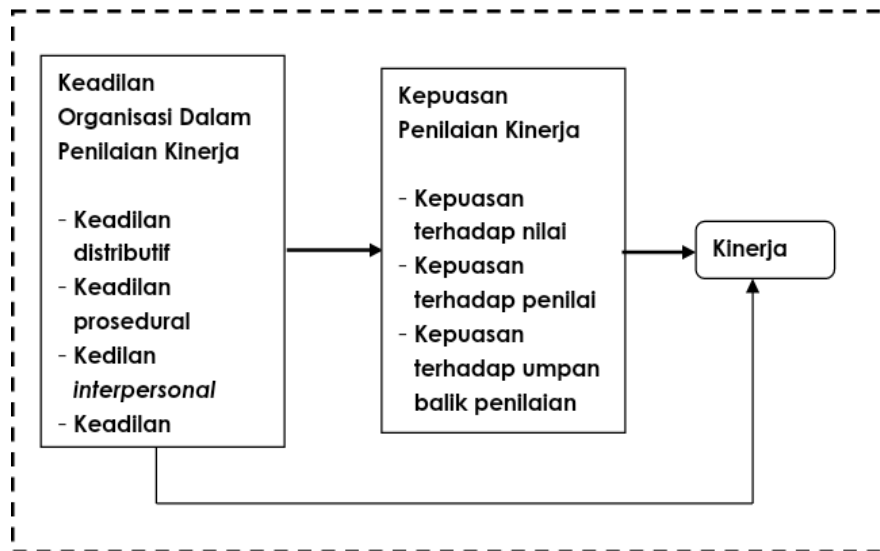 Keadilan
Organisasi Dalam
Penilaian Kinerja
- Keadilan
distributif
- Keadilan
prosedural
- Kedilan
interpersonal
- Keadilan
Kepuasan
Penilaian Kinerja
- Kepuasan
terhadap nilai
- Kepuasan
terhadap penilai
- Kepuasan
terhadap umpan
balik penilaian
Kinerja